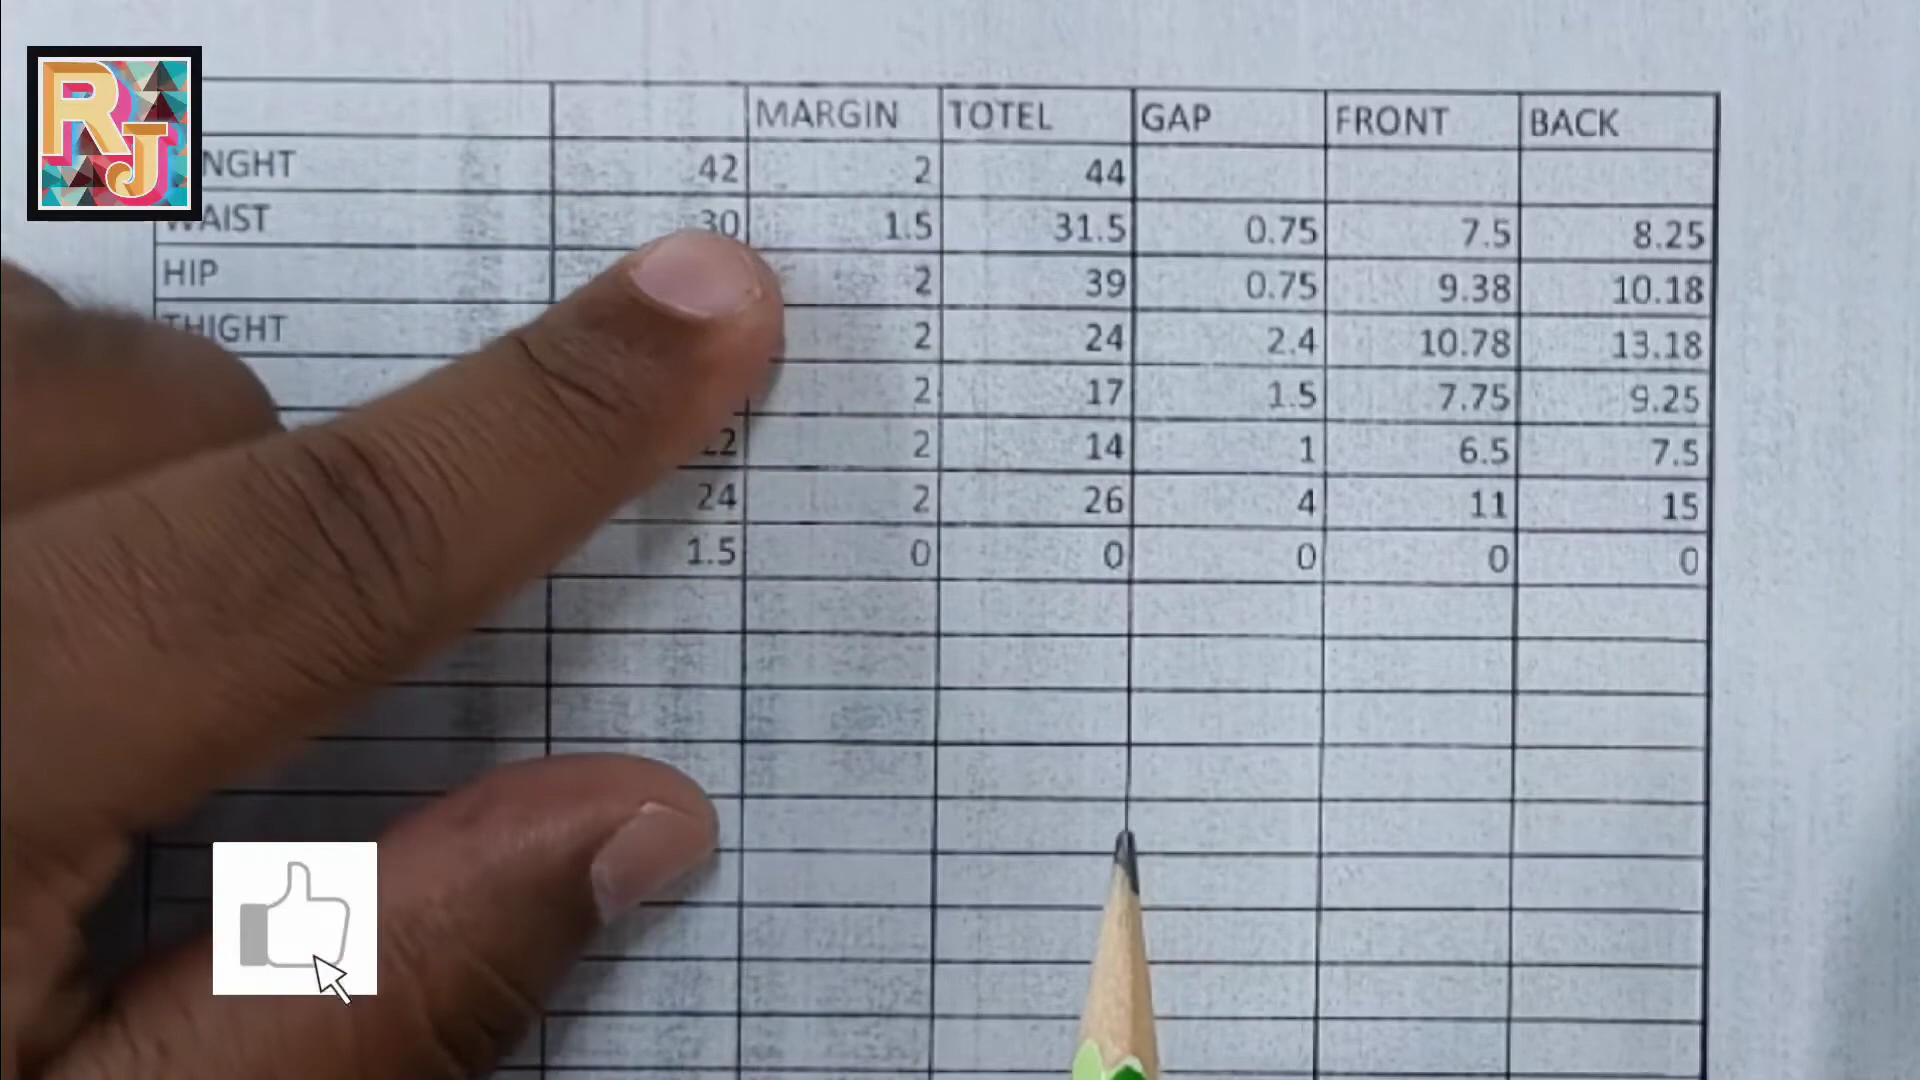 RJ
MARGIN TOTEL GAP FRONT BACK
NGHT 42 2 44
WAIST 30 1.5 31.5 0.75 7.5 8.25
HIP 2 39 0.75 9.38 10.18
THIGHT 2 24 2.4 10.78 13.18
2 17 1.5 7.75 9.25
12 2 14 1 6.5 7.5
24 2 26 4 11 15
1.5 0 0 0 0 0